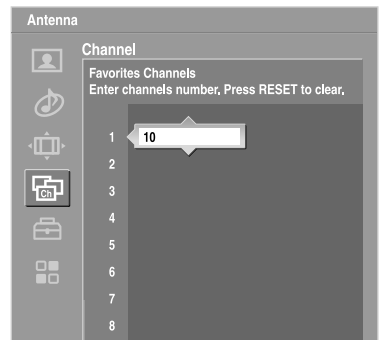 Antenna
Channel
Favorites Channels
Enter channels number. Press RESET to clear.
1 10
2
3
Ch
4
5
6
7
8